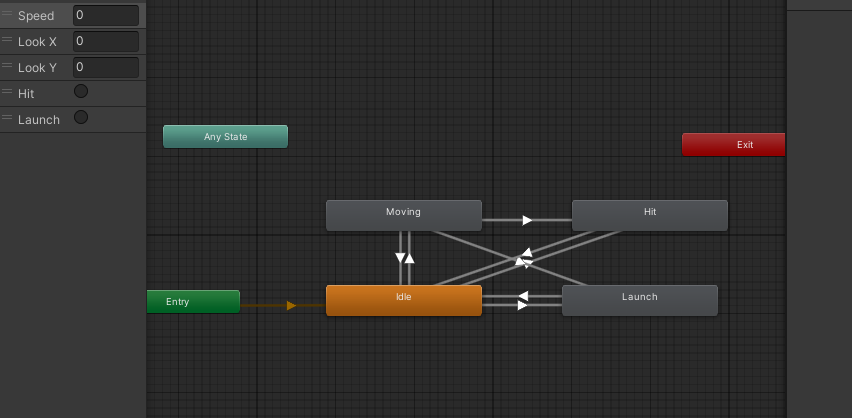 Speed 0
Look X 0
Look Y 0
Hit
Launch
Any State
Exit
Moving
Hit
Entry
Idle
Launch